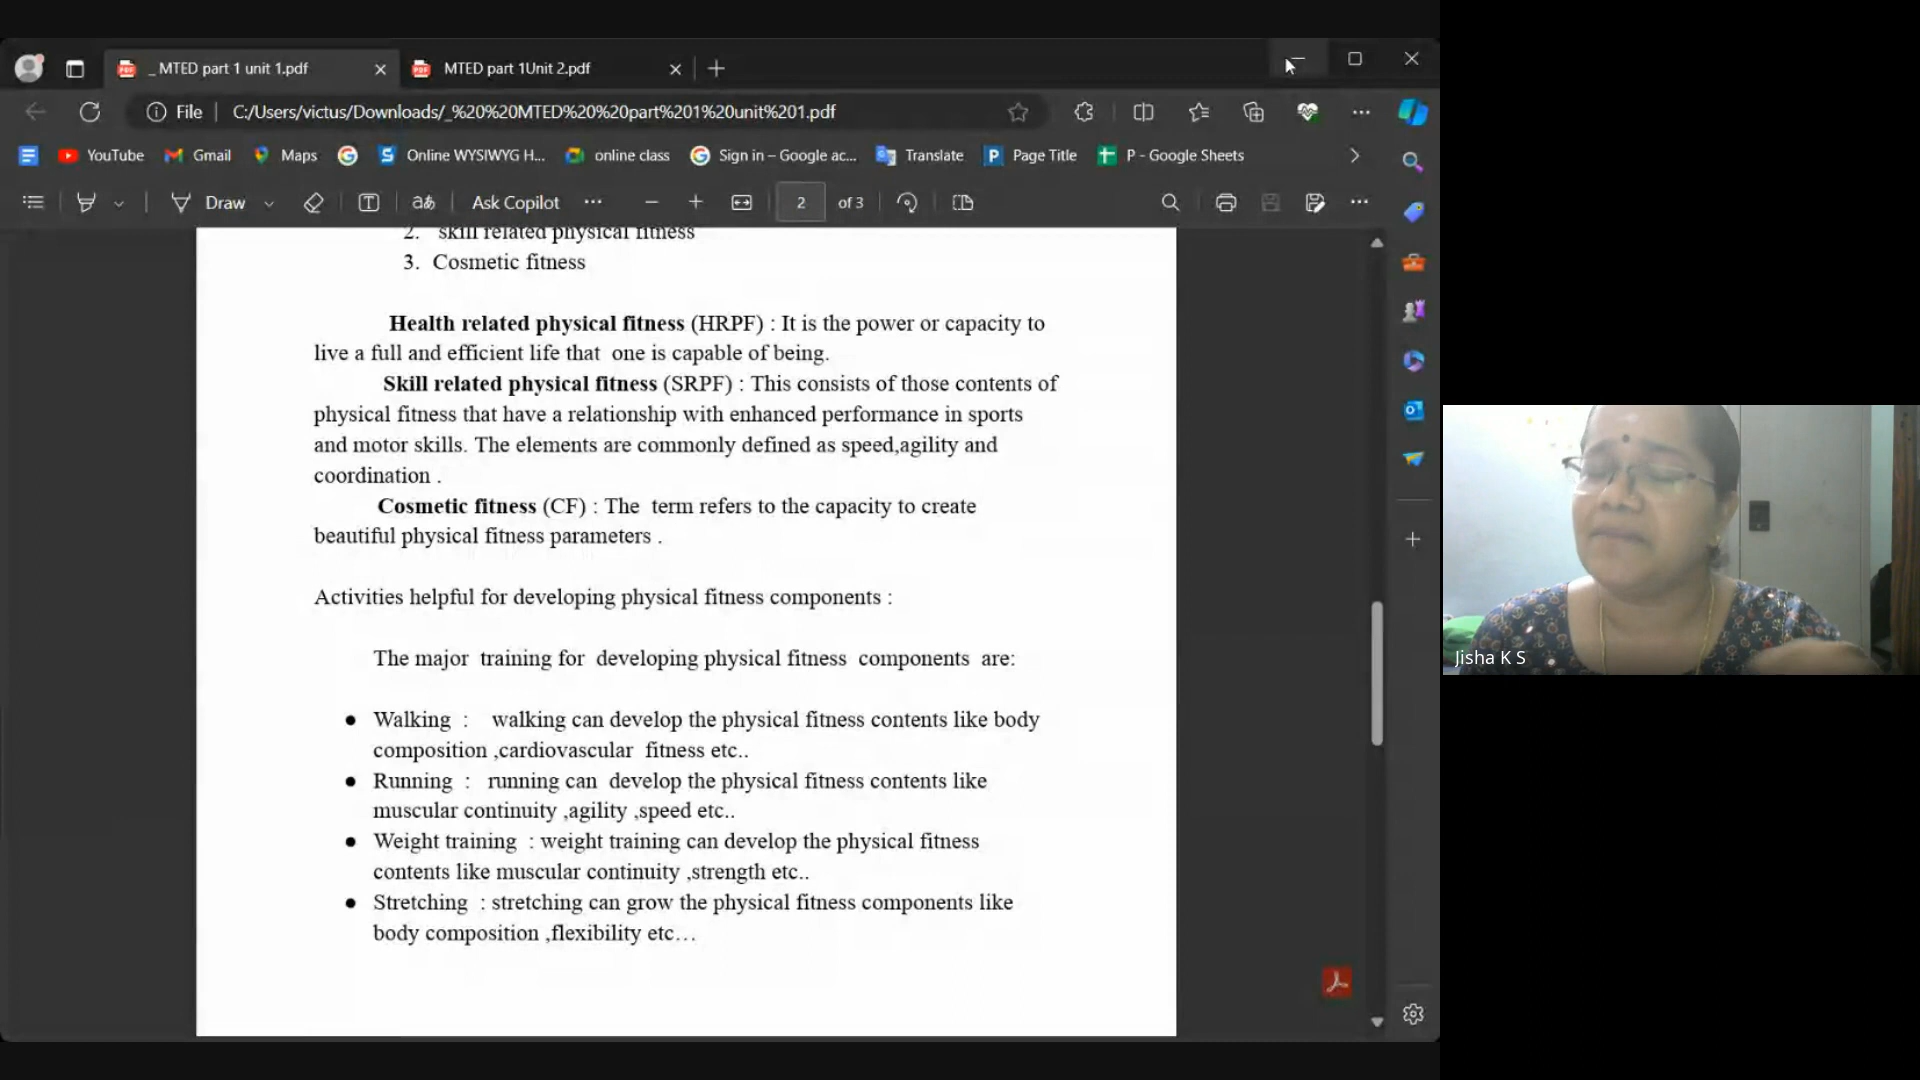 _ MTED part 1 unit 1.pdf
MTED part 1Unit 2.pdf
File
C:/Users/victus/Downloads/_%20%20MTED%20%20part%201%20unit%201.pdf
YouTube
Gmail
Maps
Online WYSIWYG H...
online class
Sign in – Google ac...
Translate
Page Title
P - Google Sheets
Draw
aあ
Ask Copilot
2
of 3
2. skill related physical fitness
3. Cosmetic fitness
Health related physical fitness (HRPF) : It is the power or capacity to
live a full and efficient life that one is capable of being.
Skill related physical fitness (SRPF) : This consists of those contents of
physical fitness that have a relationship with enhanced performance in sports
and motor skills. The elements are commonly defined as speed,agility and
coordination .
Cosmetic fitness (CF) : The term refers to the capacity to create
beautiful physical fitness parameters .
Activities helpful for developing physical fitness components :
The major training for developing physical fitness components are:
● Walking : walking can develop the physical fitness contents like body
composition ,cardiovascular fitness etc..
● Running : running can develop the physical fitness contents like
muscular continuity ,agility ,speed etc..
● Weight training : weight training can develop the physical fitness
contents like muscular continuity ,strength etc..
● Stretching : stretching can grow the physical fitness components like
body composition ,flexibility etc…
Jisha K S